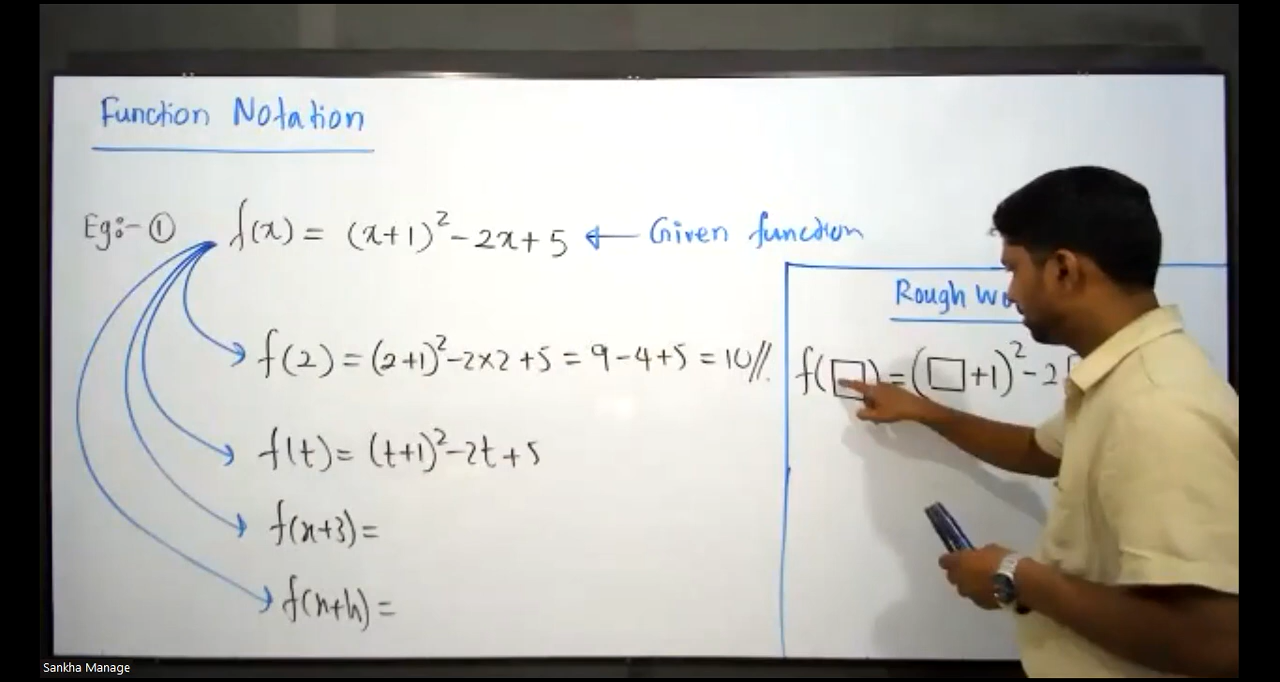 Function Notation
Eg:- ① f(x) = (x+1)² - 2x + 5 ← Given function
f(2) = (2+1)² - 2×2 + 5 = 9 - 4 + 5 = 10//.
f(t) = (t+1)² - 2t + 5
f(x+3) =
f(x+h) =
Rough
f(□) = (□+1)² - 2
Sankha Manage